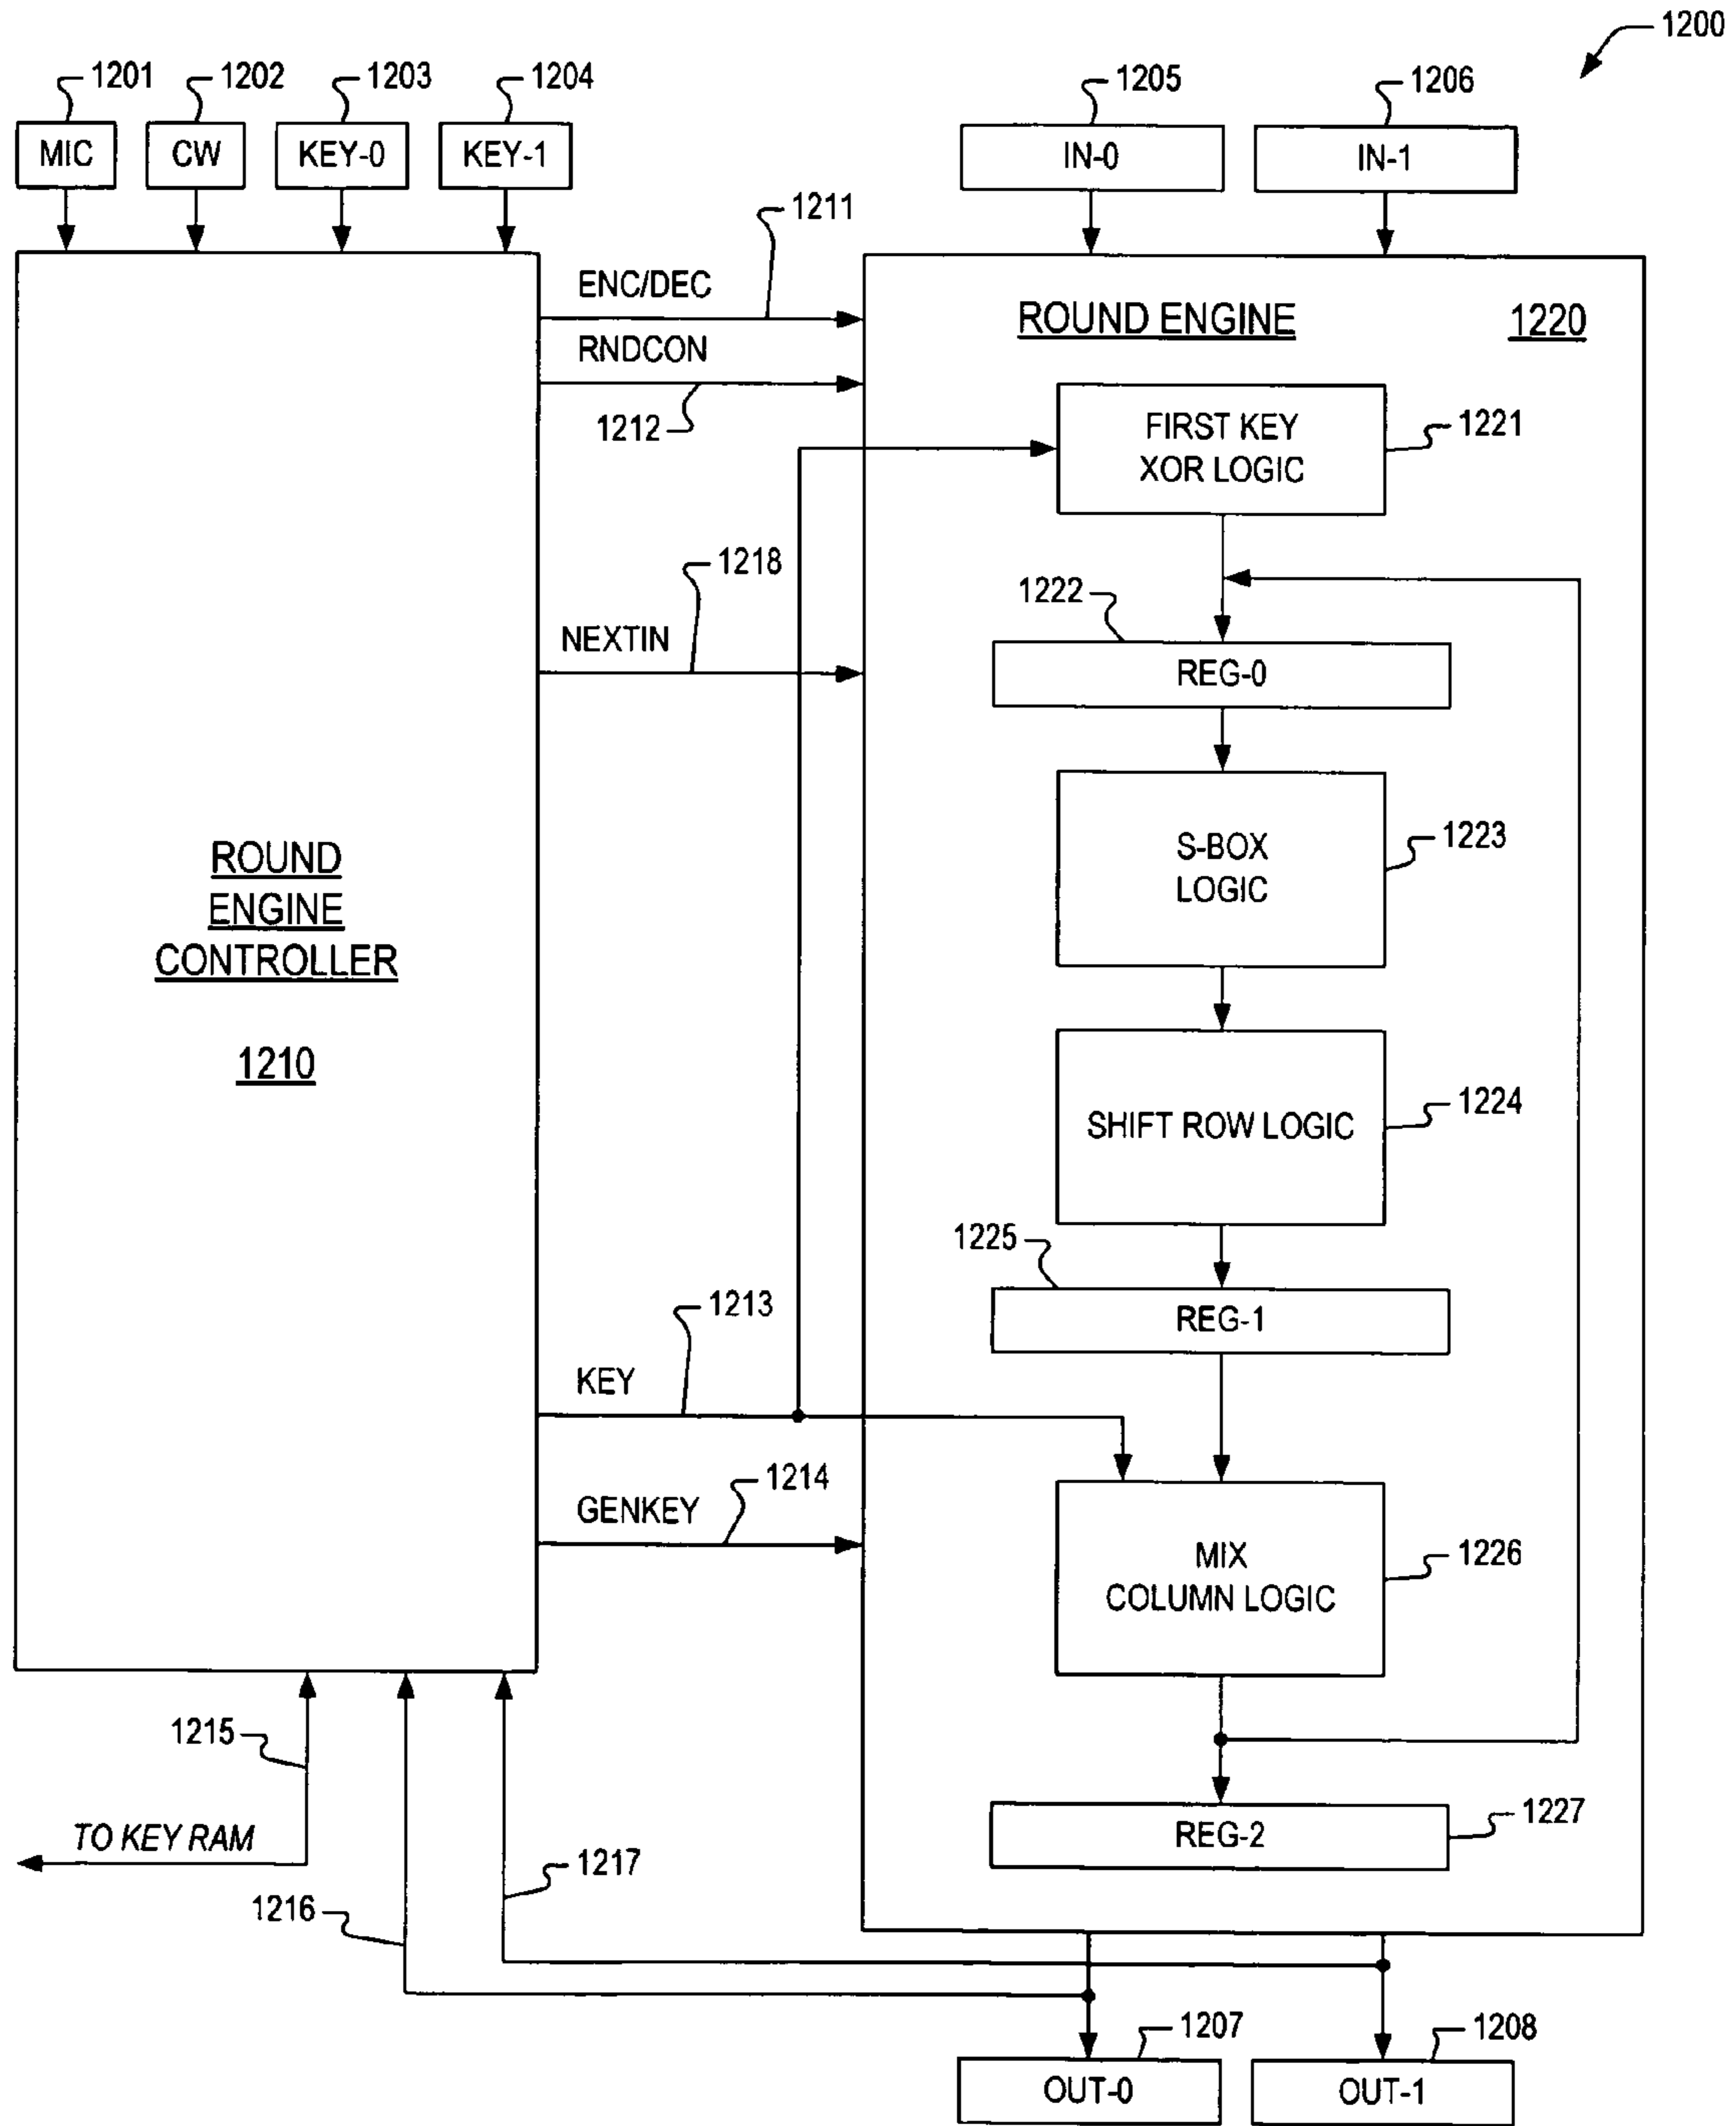 1200
1201
1202
1203
1204
1205
1206
MIC
CW
KEY-0
KEY-1
IN-0
IN-1
1211
ENC/DEC
RNDCON
1212
ROUND ENGINE
1220
FIRST KEY
XOR LOGIC
1221
1218
NEXTIN
1222
REG-0
S-BOX
LOGIC
1223
ROUND
ENGINE
CONTROLLER
1210
SHIFT ROW LOGIC
1224
1225
REG-1
1213
KEY
1214
GENKEY
MIX
COLUMN LOGIC
1226
1215
TO KEY RAM
REG-2
1227
1217
1216
1207
1208
OUT-0
OUT-1